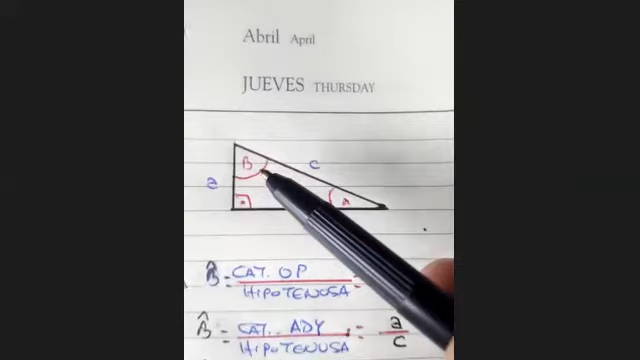 Abril April
JUEVES THURSDAY
B c
a
A
B̂ = CAT. OP / HIPOTENUSA =
B̂ = CAT. ADY / HIPOTENUSA = a / c